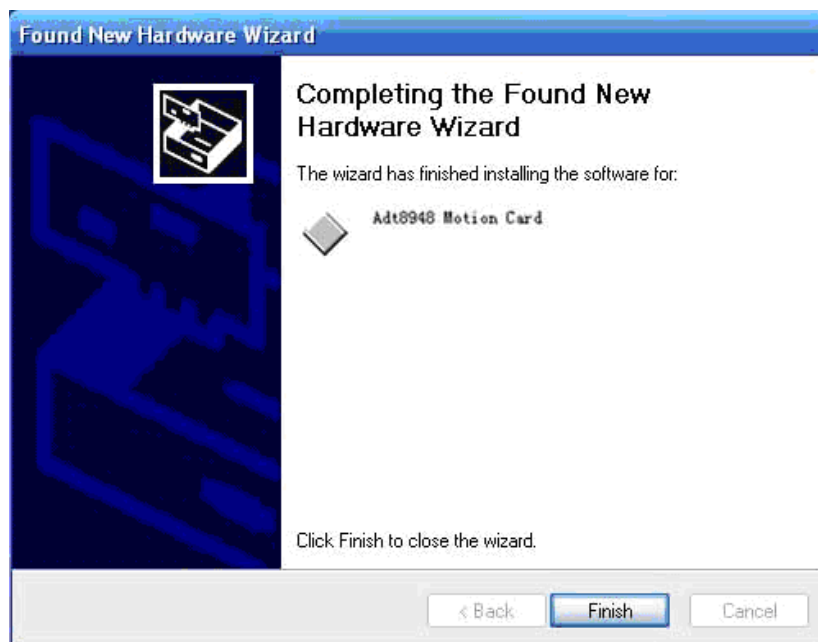 Found New Hardware Wizard
Completing the Found New
Hardware Wizard
The wizard has finished installing the software for:
Adt8948 Motion Card
Click Finish to close the wizard.
< Back
Finish
Cancel